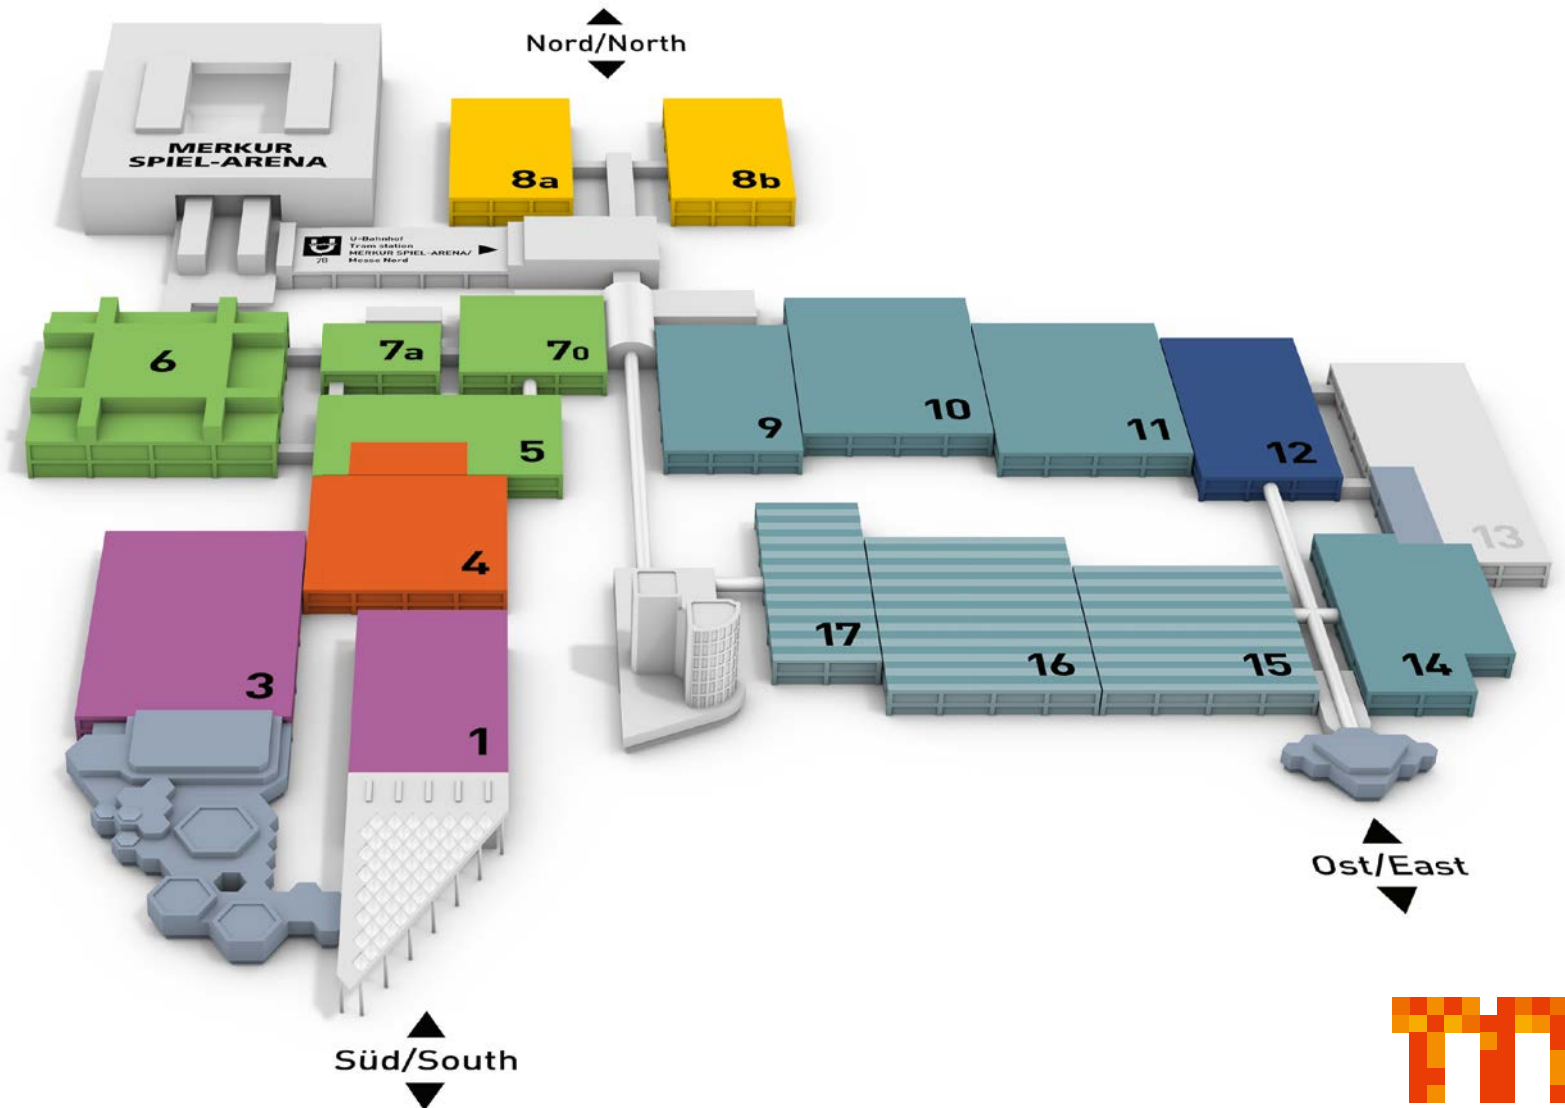 Nord/North
MERKUR
SPIEL-ARENA
8a
8b
U-Bahnhof
Tram station
MERKUR SPIEL-ARENA/
Messe Nord
U
78
6
7a
7o
9
10
11
12
13
5
4
3
1
17
16
15
14
Ost/East
Süd/South